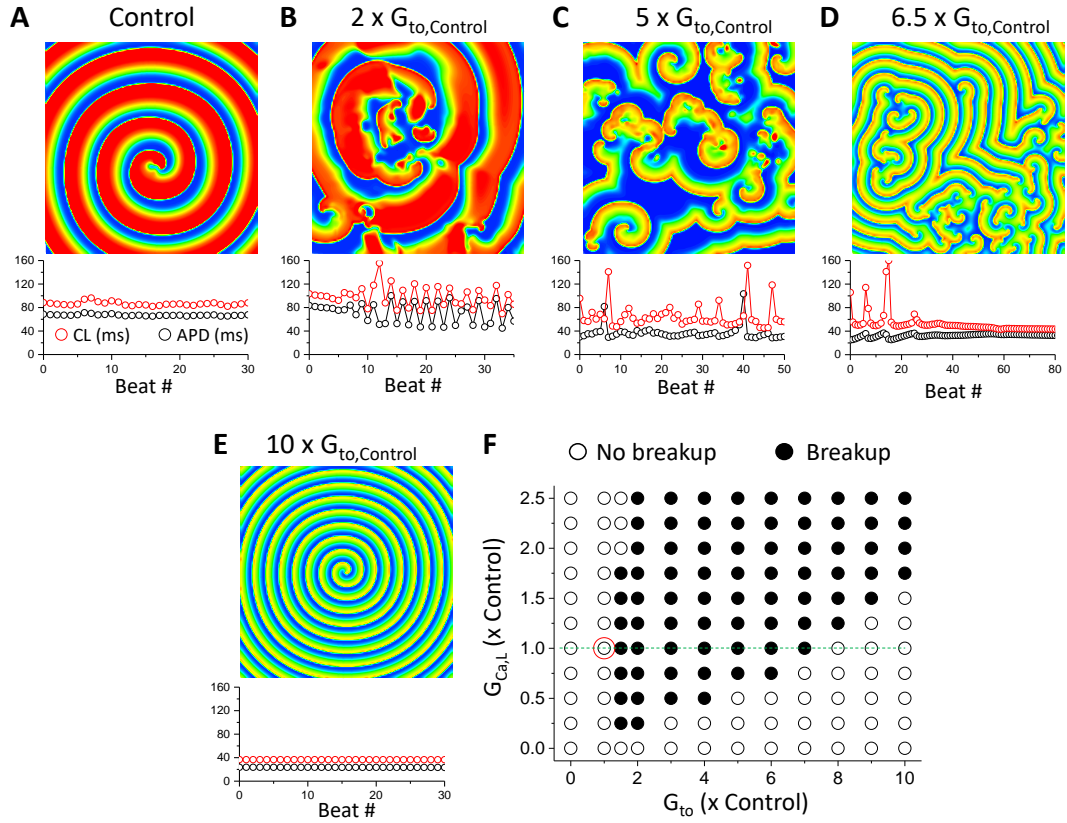 A Control
B 2 x Gto,Control
C 5 x Gto,Control
D 6.5 x Gto,Control
160
120
80
40
0
CL (ms) APD (ms)
0 10 20 30
Beat #
160
120
80
40
0
0 10 20 30
Beat #
160
120
80
40
0
0 10 20 30 40 50
Beat #
160
120
80
40
0
0 20 40 60 80
Beat #
E 10 x Gto,Control
160
120
80
40
0
0 10 20 30
Beat #
F No breakup Breakup
GCa,L (x Control)
2.5
2.0
1.5
1.0
0.5
0.0
0 2 4 6 8 10
Gto (x Control)